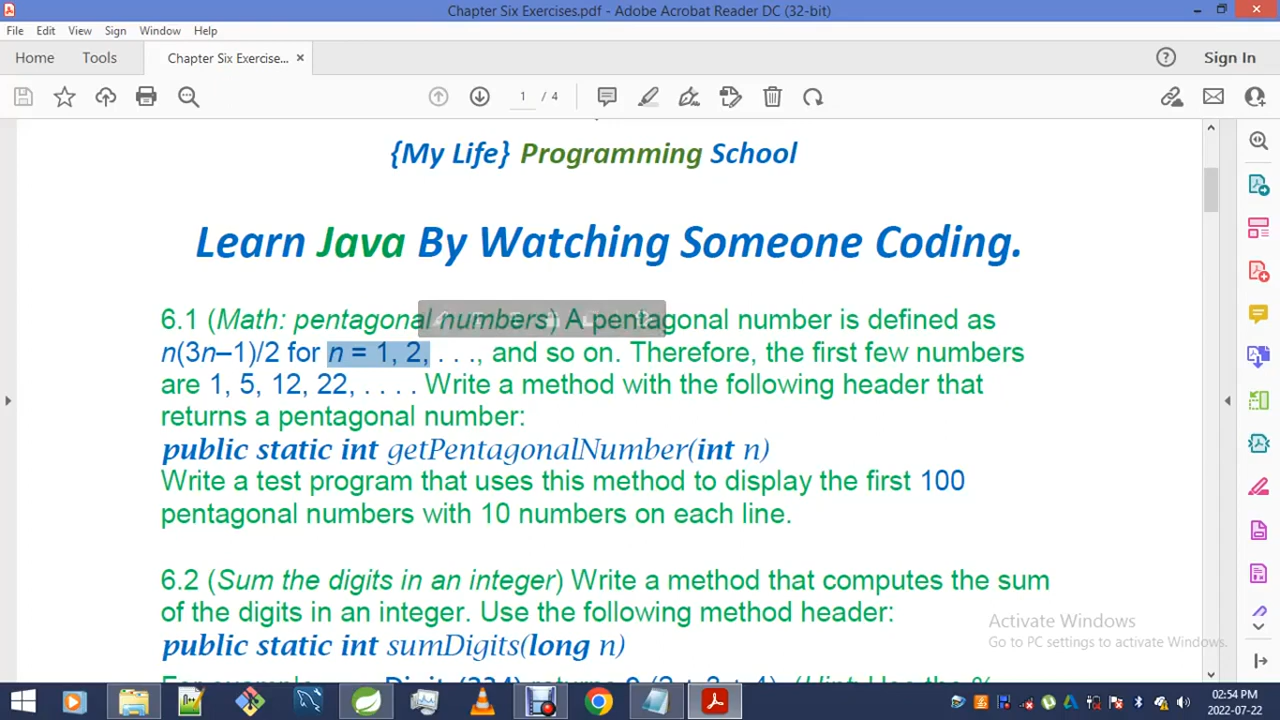 Chapter Six Exercises.pdf - Adobe Acrobat Reader DC (32-bit)
File Edit View Sign Window Help
Home Tools Chapter Six Exercise... × Sign In
1 / 4
{My Life} Programming School
Learn Java By Watching Someone Coding.
6.1 (Math: pentagonal numbers) A pentagonal number is defined as
n(3n–1)/2 for n = 1, 2, . . ., and so on. Therefore, the first few numbers
are 1, 5, 12, 22, . . . . Write a method with the following header that
returns a pentagonal number:
public static int getPentagonalNumber(int n)
Write a test program that uses this method to display the first 100
pentagonal numbers with 10 numbers on each line.
6.2 (Sum the digits in an integer) Write a method that computes the sum
of the digits in an integer. Use the following method header:
public static int sumDigits(long n)
Activate Windows
Go to PC settings to activate Windows.
02:54 PM
2022-07-22